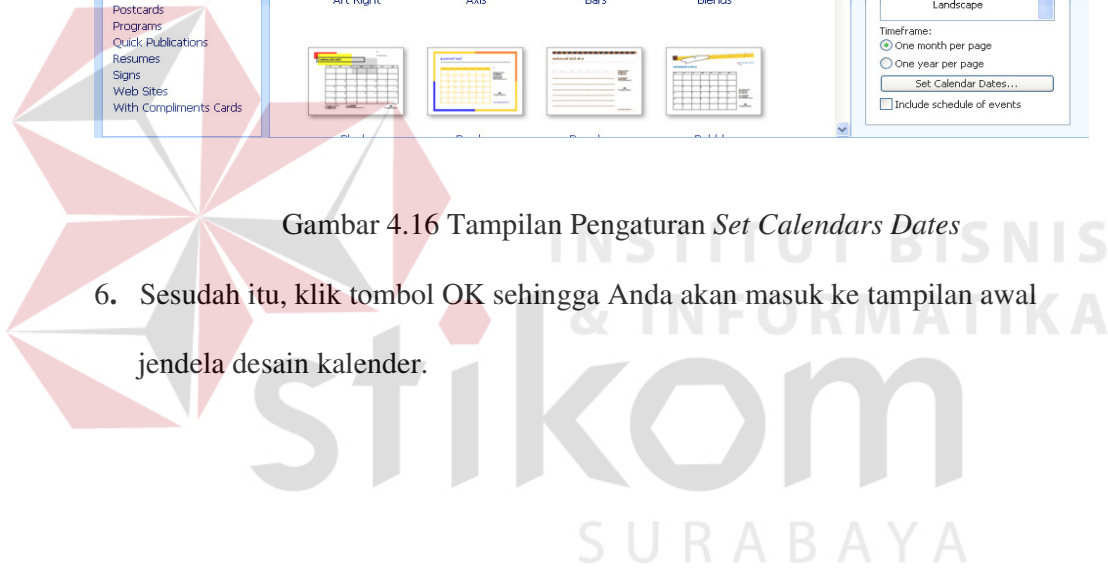 Postcards
Programs
Quick Publications
Resumes
Signs
Web Sites
With Compliments Cards
Art Right
Axis
Bars
Blends
Landscape
Timeframe:
One month per page
One year per page
Set Calendar Dates...
Include schedule of events
Gambar 4.16 Tampilan Pengaturan Set Calendars Dates
6. Sesudah itu, klik tombol OK sehingga Anda akan masuk ke tampilan awal
jendela desain kalender.
INSTITUT BISNIS
& INFORMATIKA
stikom
SURABAYA